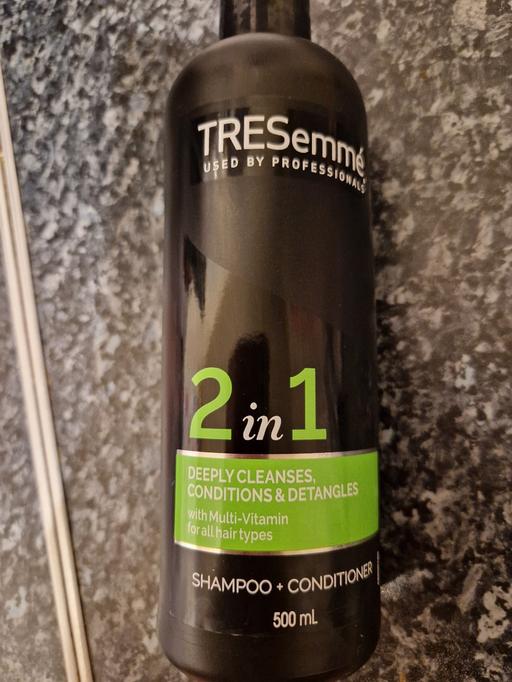 TRESemmé
USED BY PROFESSIONALS
2 in 1
DEEPLY CLEANSES,
CONDITIONS & DETANGLES
with Multi-Vitamin
for all hair types
SHAMPOO + CONDITIONER
500 mL